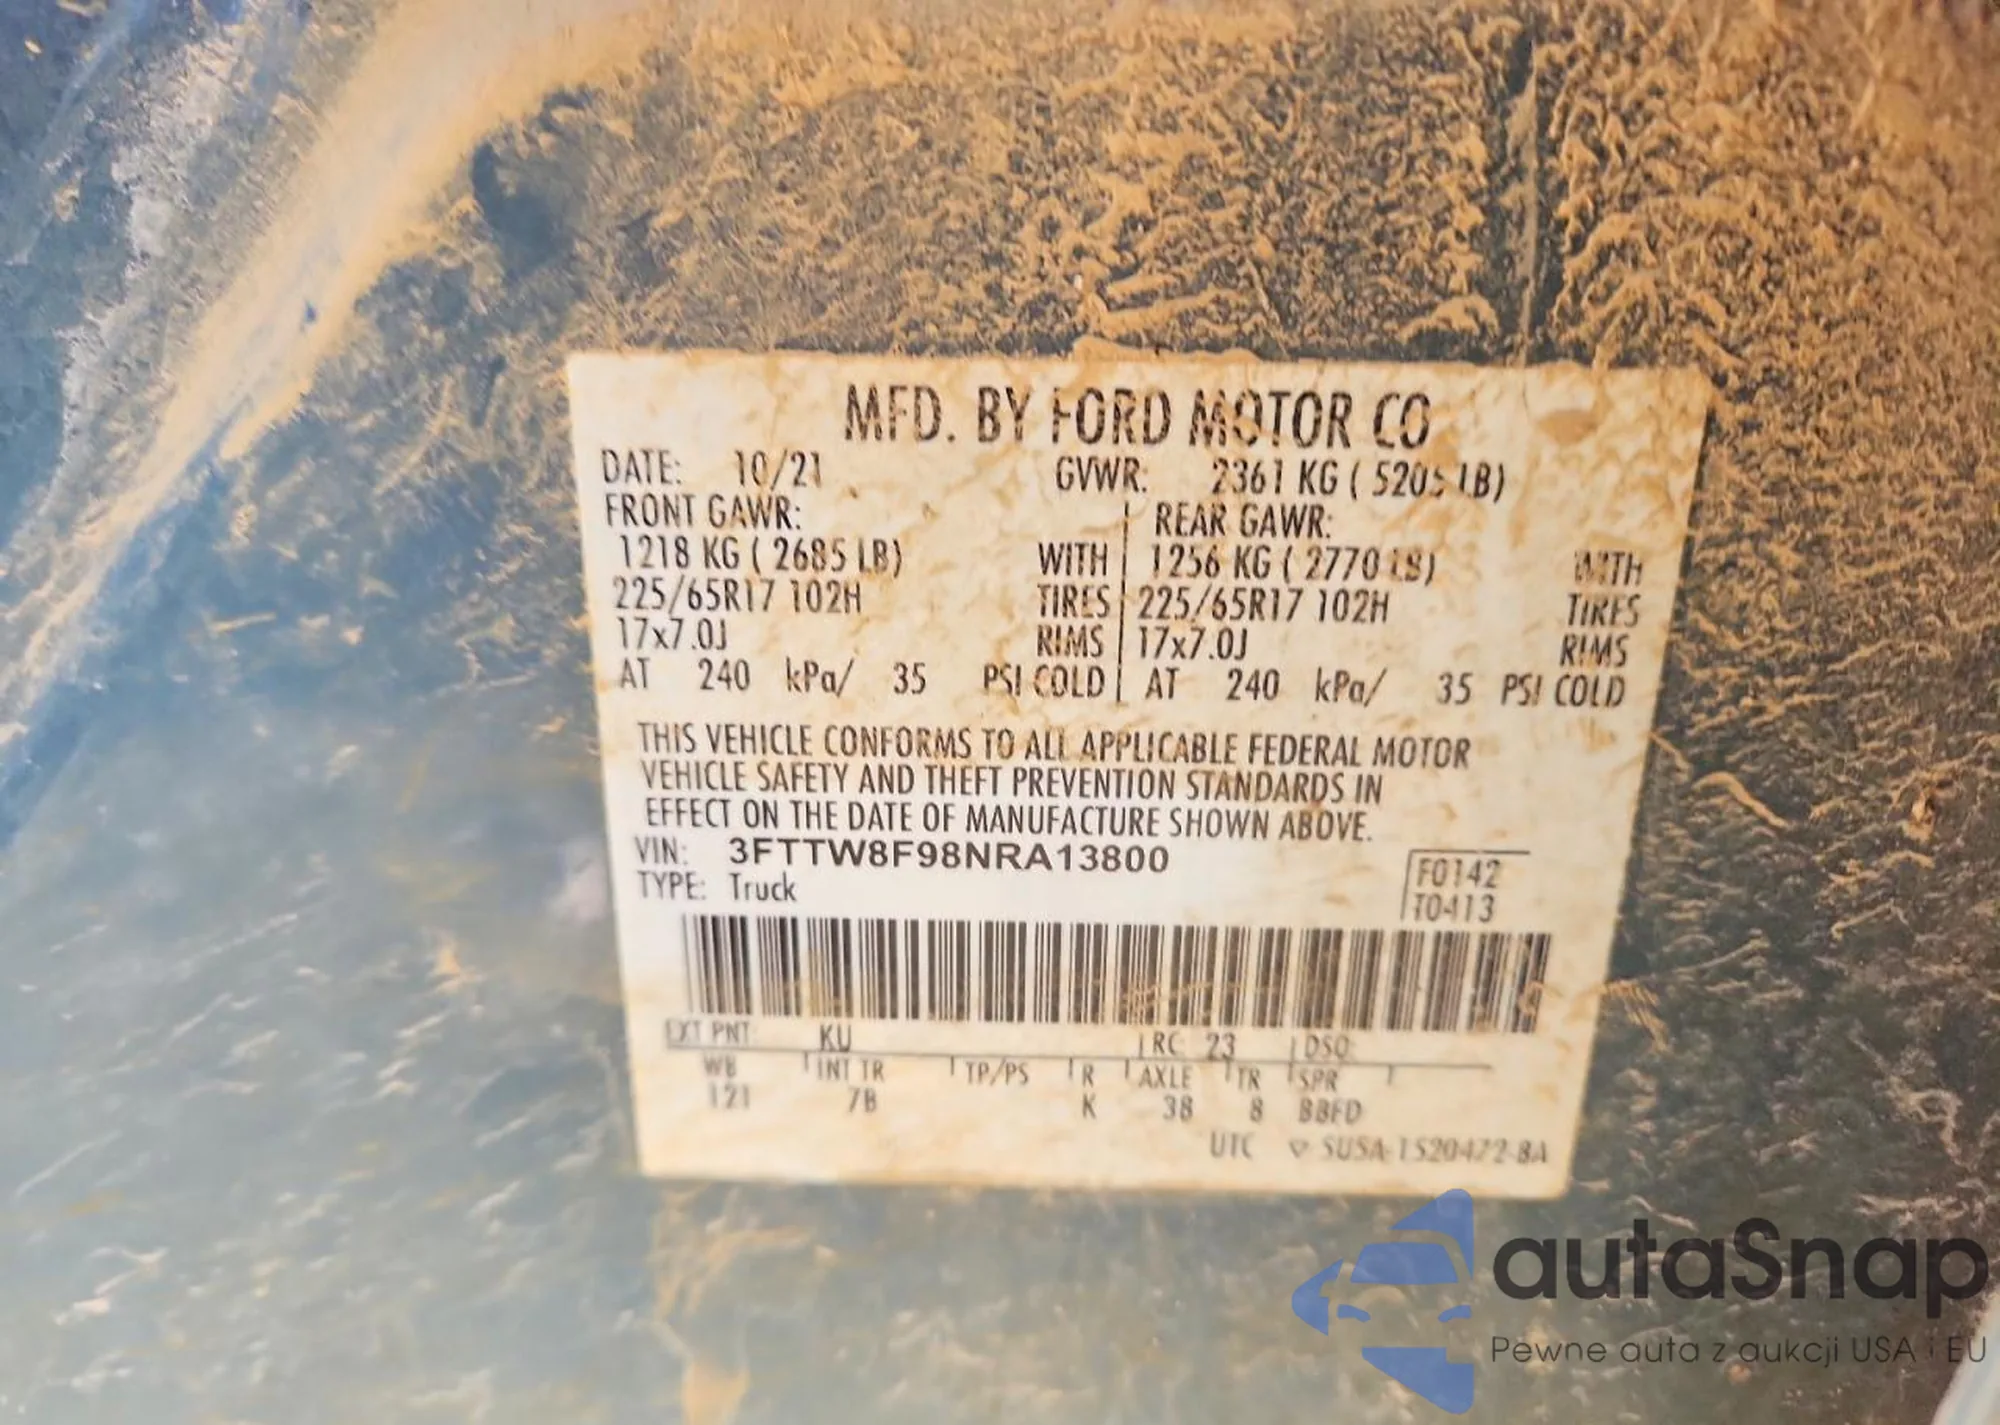 MFD. BY FORD MOTOR CO
DATE: 10/21 GVWR: 2361 KG ( 5205 LB)
FRONT GAWR: REAR GAWR:
1218 KG ( 2685 LB) WITH 1256 KG ( 2770 LB) WITH
225/65R17 102H TIRES 225/65R17 102H TIRES
17x7.0J RIMS 17x7.0J RIMS
AT 240 kPa/ 35 PSI COLD AT 240 kPa/ 35 PSI COLD
THIS VEHICLE CONFORMS TO ALL APPLICABLE FEDERAL MOTOR
VEHICLE SAFETY AND THEFT PREVENTION STANDARDS IN
EFFECT ON THE DATE OF MANUFACTURE SHOWN ABOVE.
VIN: 3FTTW8F98NRA13800
TYPE: Truck
F0142
T0413
EXT PNT: KU RC: 23 DSO:
WB INT TR TP/PS R AXLE TR SPR
121 7B K 38 8 BBFD
UTC SUSA-1520472-BA
autaSnap
Pewne auta z aukcji USA i EU